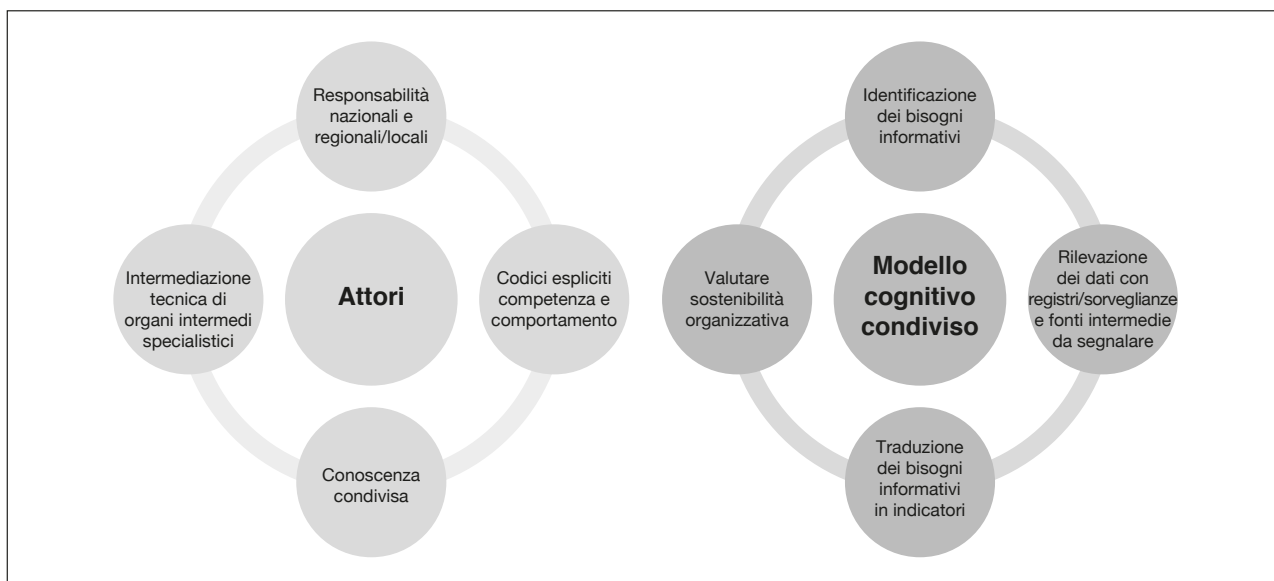 Responsabilità
nazionali e
regionali/locali
Intermediazione
tecnica di
organi intermedi
specialistici
Attori
Codici espliciti
competenza e
comportamento
Conoscenza
condivisa
Identificazione
dei bisogni
informativi
Valutare
sostenibilità
organizzativa
Modello
cognitivo
condiviso
Rilevazione
dei dati con
registri/sorveglianze
e fonti intermedie
da segnalare
Traduzione
dei bisogni
informativi
in indicatori